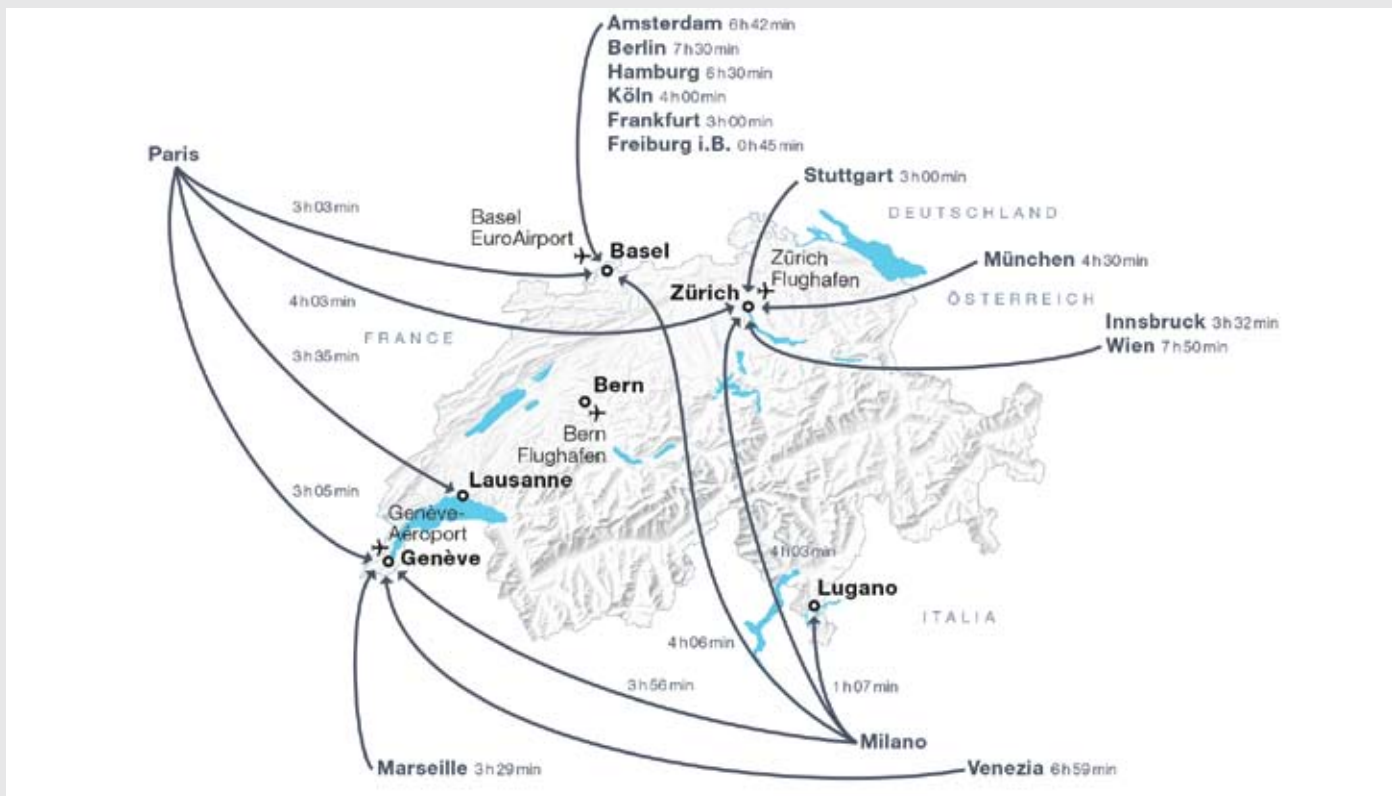 Amsterdam 6h42min
Berlin 7h30min
Hamburg 6h30min
Köln 4h00min
Frankfurt 3h00min
Freiburg i.B. 0h45min
Paris
Stuttgart 3h00min
3h03min
DEUTSCHLAND
Basel
EuroAirport
Basel
Zürich
Flughafen
München 4h30min
Zürich
4h03min
ÖSTERREICH
FRANCE
Innsbruck 3h32min
Wien 7h50min
3h35min
Bern
Bern
Flughafen
Lausanne
3h05min
Genève-
Aéroport
Genève
4h03min
Lugano
ITALIA
4h06min
3h56min
1h07min
Milano
Marseille 3h29min
Venezia 6h59min